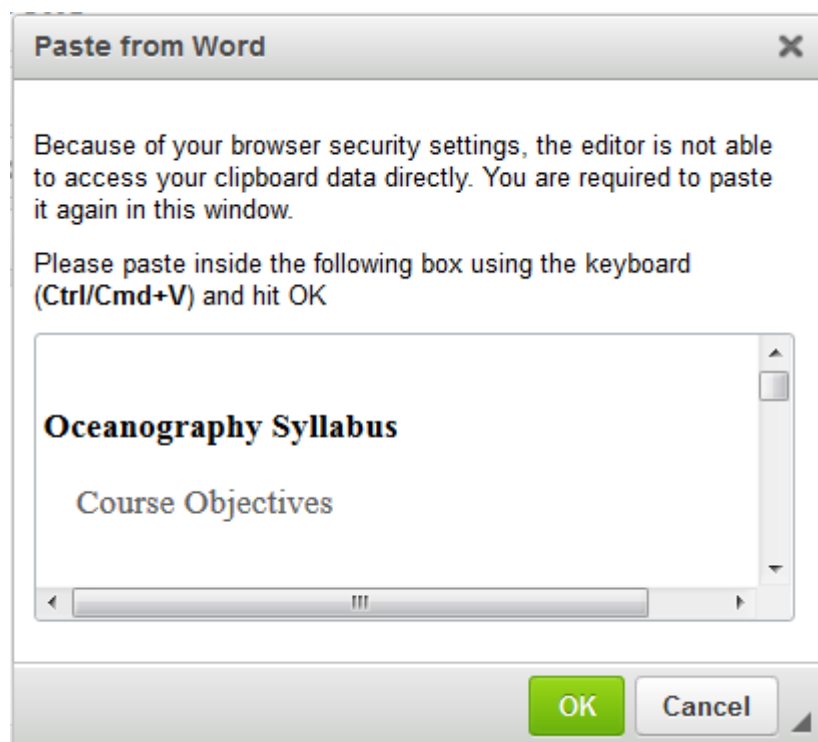 Paste from Word
Because of your browser security settings, the editor is not able
to access your clipboard data directly. You are required to paste
it again in this window.
Please paste inside the following box using the keyboard
(Ctrl/Cmd+V) and hit OK
Oceanography Syllabus
Course Objectives
OK Cancel